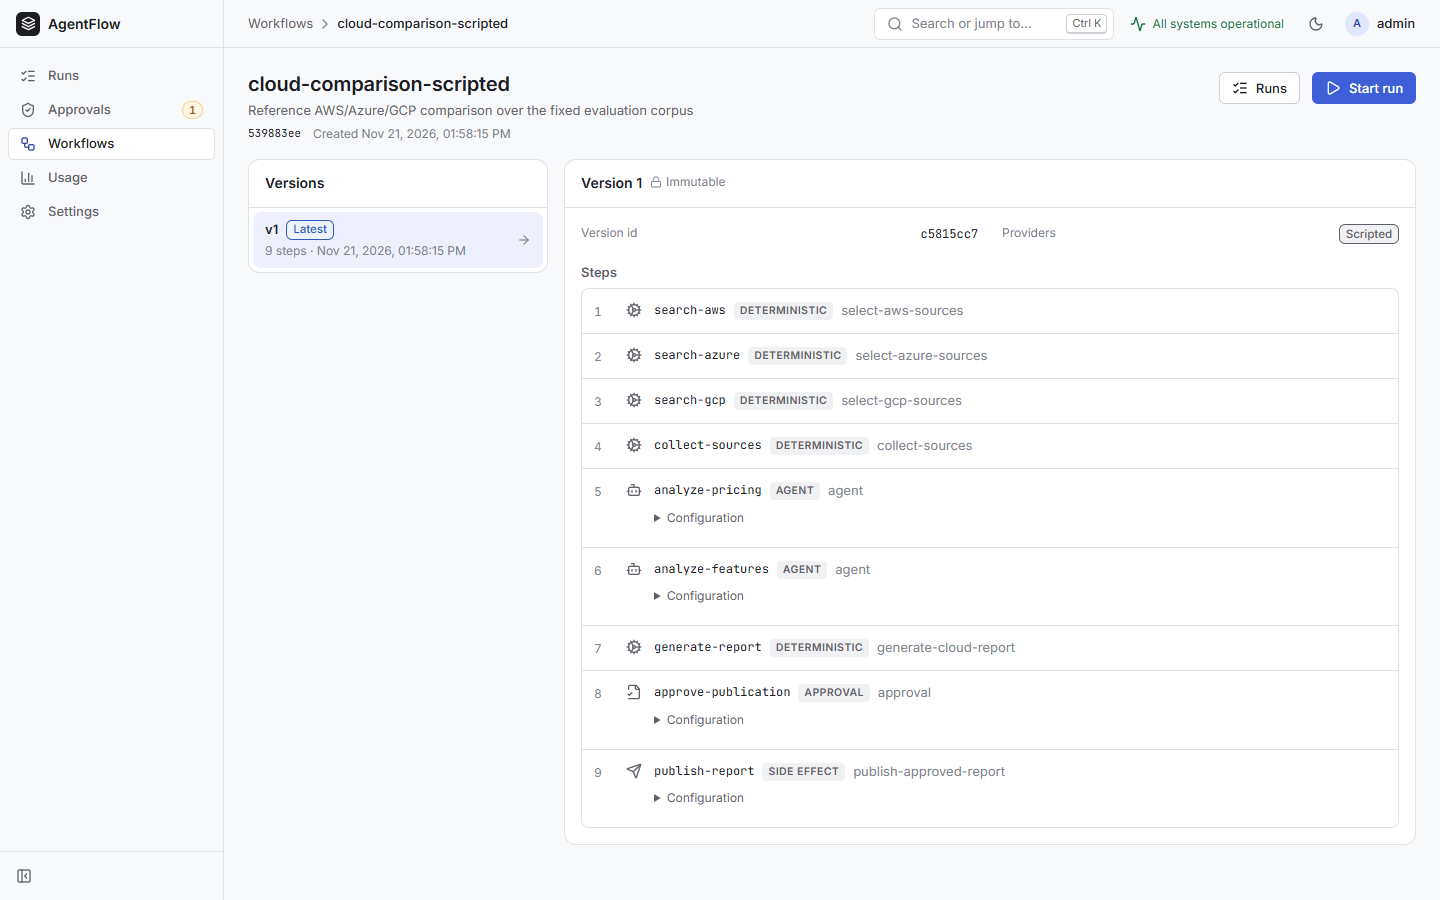 AgentFlow
Workflows > cloud-comparison-scripted
Search or jump to...
Ctrl K
All systems operational
A
admin
Runs
Approvals
1
Workflows
Usage
Settings
cloud-comparison-scripted
Reference AWS/Azure/GCP comparison over the fixed evaluation corpus
539883ee Created Nov 21, 2026, 01:58:15 PM
Runs
Start run
Versions
v1 Latest
9 steps · Nov 21, 2026, 01:58:15 PM
Version 1 Immutable
Version id c5815cc7 Providers Scripted
Steps
1 search-aws DETERMINISTIC select-aws-sources
2 search-azure DETERMINISTIC select-azure-sources
3 search-gcp DETERMINISTIC select-gcp-sources
4 collect-sources DETERMINISTIC collect-sources
5 analyze-pricing AGENT agent
Configuration
6 analyze-features AGENT agent
Configuration
7 generate-report DETERMINISTIC generate-cloud-report
8 approve-publication APPROVAL approval
Configuration
9 publish-report SIDE EFFECT publish-approved-report
Configuration